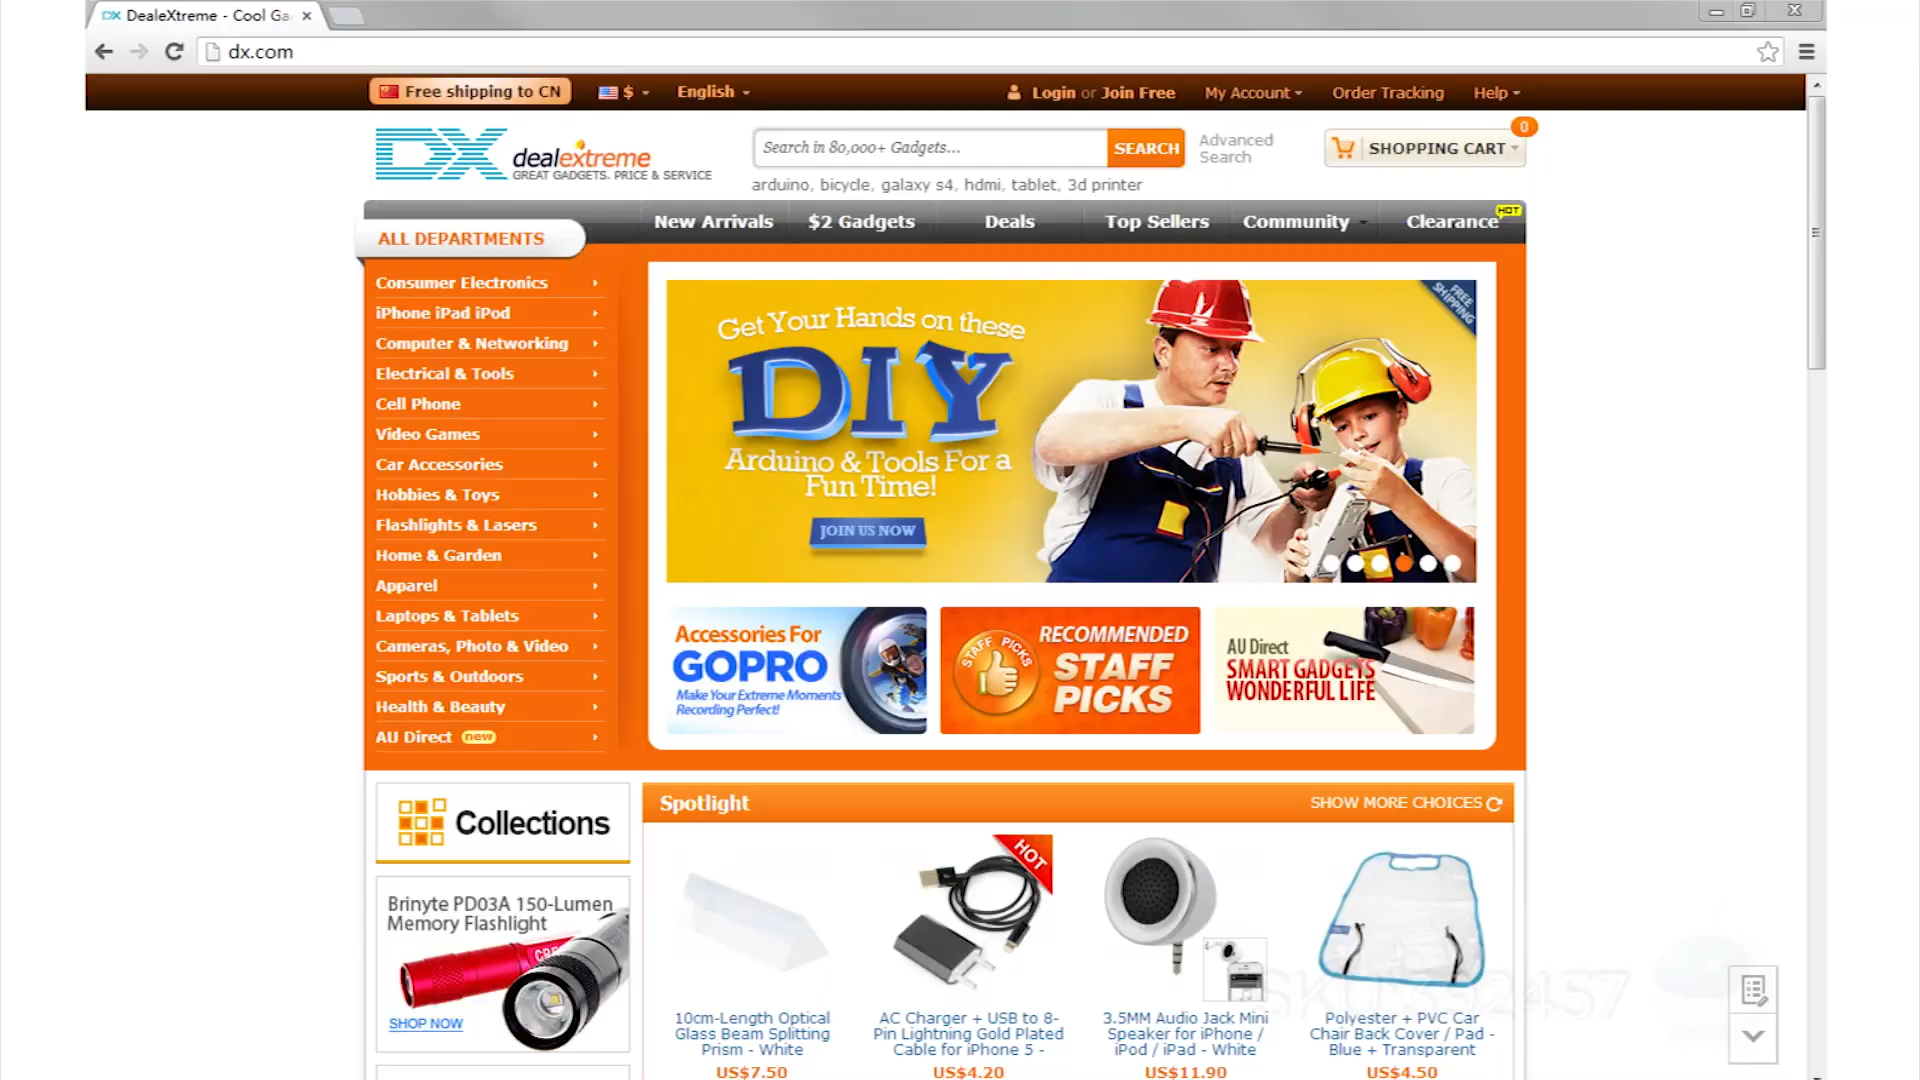 DX DealeXtreme - Cool Ga
dx.com
Free shipping to CN
$
English
Login or Join Free
My Account
Order Tracking
Help
DX dealextreme
GREAT GADGETS. PRICE & SERVICE
Search in 80,000+ Gadgets...
SEARCH
Advanced
Search
SHOPPING CART
0
arduino, bicycle, galaxy s4, hdmi, tablet, 3d printer
New Arrivals
$2 Gadgets
Deals
Top Sellers
Community
Clearance
HOT
ALL DEPARTMENTS
Consumer Electronics
iPhone iPad iPod
Computer & Networking
Electrical & Tools
Cell Phone
Video Games
Car Accessories
Hobbies & Toys
Flashlights & Lasers
Home & Garden
Apparel
Laptops & Tablets
Cameras, Photo & Video
Sports & Outdoors
Health & Beauty
AU Direct new
FREE
SHIPPING
Get Your Hands on these
DIY
Arduino & Tools For a
Fun Time!
JOIN US NOW
Accessories For
GOPRO
Make Your Extreme Moments
Recording Perfect!
STAFF PICKS
RECOMMENDED
STAFF
PICKS
AU Direct
SMART GADGETS
WONDERFUL LIFE
Collections
Brinyte PD03A 150-Lumen
Memory Flashlight
SHOP NOW
Spotlight
SHOW MORE CHOICES
HOT
10cm-Length Optical
Glass Beam Splitting
Prism - White
US$7.50
AC Charger + USB to 8-
Pin Lightning Gold Plated
Cable for iPhone 5 -
US$4.20
3.5MM Audio Jack Mini
Speaker for iPhone /
iPod / iPad - White
US$11.90
Polyester + PVC Car
Chair Back Cover / Pad -
Blue + Transparent
US$4.50